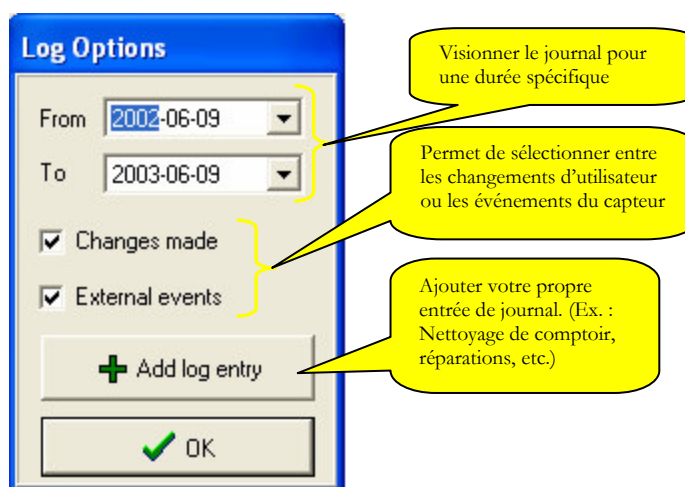 Log Options
From 2002-06-09
To 2003-06-09
Changes made
External events
Add log entry
OK
Visionner le journal pour
une durée spécifique
Permet de sélectionner entre
les changements d'utilisateur
ou les événements du capteur
Ajouter votre propre
entrée de journal. (Ex. :
Nettoyage de comptoir,
réparations, etc.)